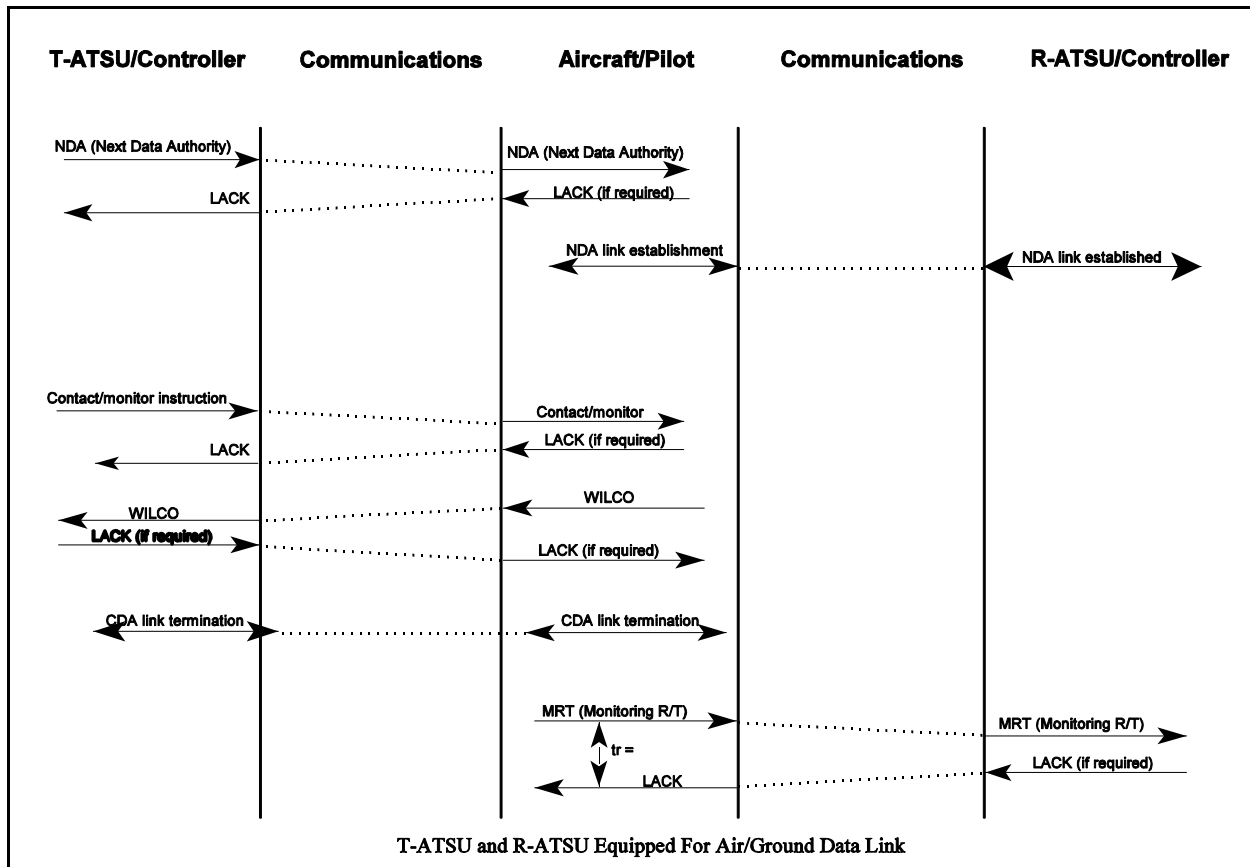 T-ATSU/Controller Communications Aircraft/Pilot Communications R-ATSU/Controller
NDA (Next Data Authority)
NDA (Next Data Authority)
LACK
LACK (if required)
NDA link establishment
NDA link established
Contact/monitor instruction
Contact/monitor
LACK
LACK (if required)
WILCO
WILCO
LACK (if required)
LACK (if required)
CDA link termination
CDA link termination
MRT (Monitoring R/T)
MRT (Monitoring R/T)
tr =
LACK
LACK (if required)
T-ATSU and R-ATSU Equipped For Air/Ground Data Link